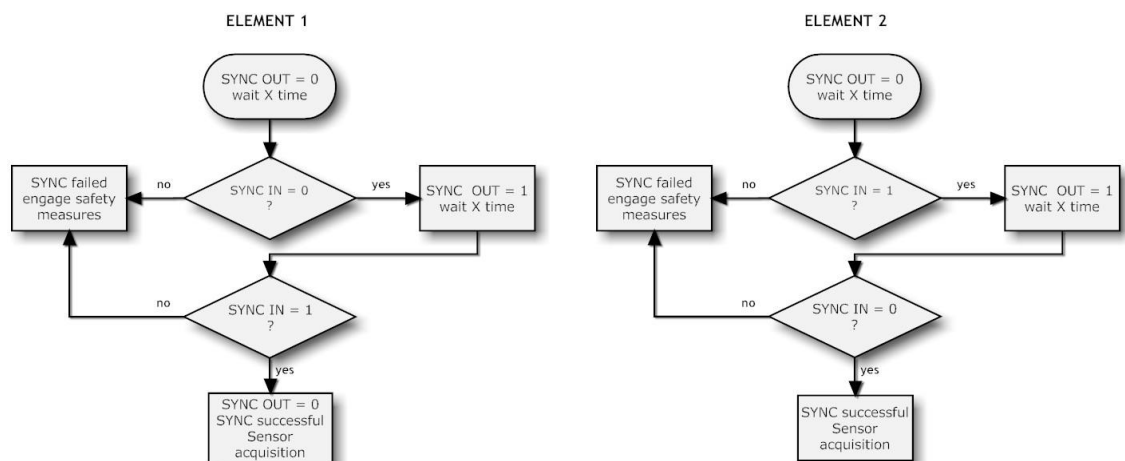 ELEMENT 1
SYNC OUT = 0
wait X time
SYNC IN = 0
?
no
yes
SYNC failed
engage safety
measures
SYNC  OUT = 1
wait X time
no
SYNC IN = 1
?
yes
SYNC OUT = 0
SYNC successful
Sensor
acquisition
ELEMENT 2
SYNC OUT = 0
wait X time
SYNC IN = 1
?
no
yes
SYNC failed
engage safety
measures
SYNC  OUT = 1
wait X time
no
SYNC IN = 0
?
yes
SYNC successful
Sensor
acquisition